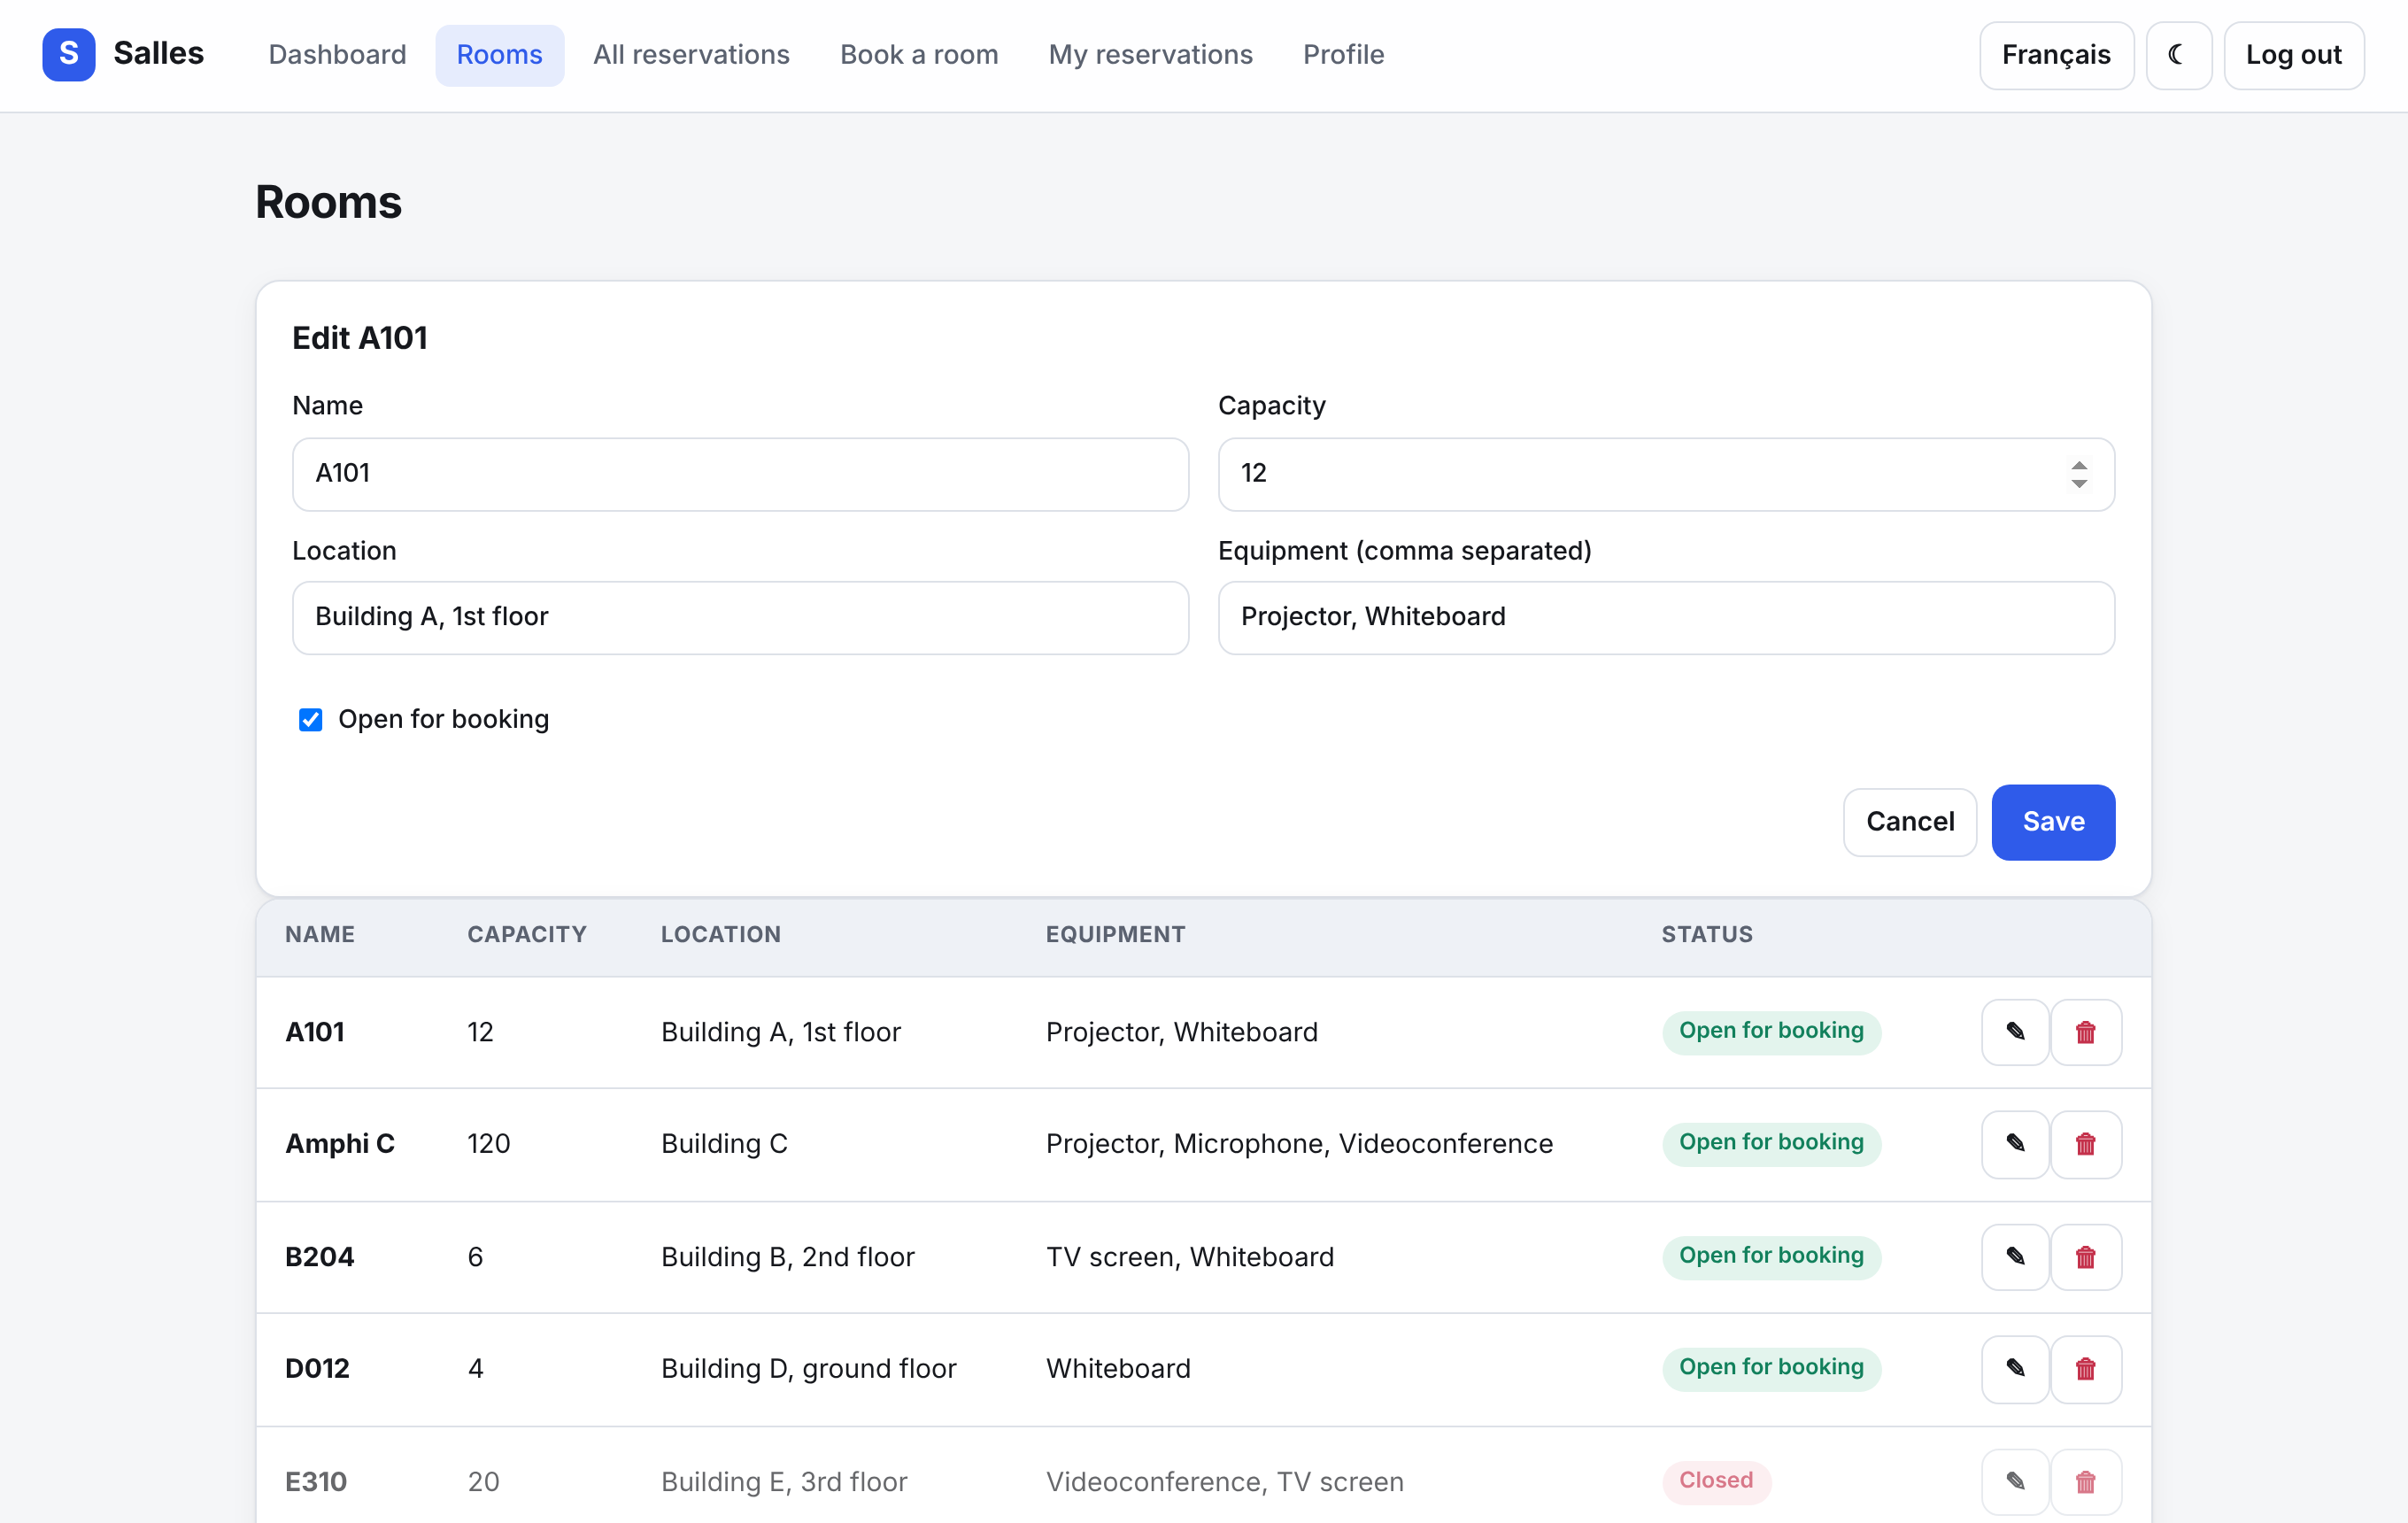 S Salles Dashboard Rooms All reservations Book a room My reservations Profile Français Log out
Rooms
Edit A101
Name Capacity
A101 12
Location Equipment (comma separated)
Building A, 1st floor Projector, Whiteboard
Open for booking
Cancel Save
NAME CAPACITY LOCATION EQUIPMENT STATUS
A101 12 Building A, 1st floor Projector, Whiteboard Open for booking
Amphi C 120 Building C Projector, Microphone, Videoconference Open for booking
B204 6 Building B, 2nd floor TV screen, Whiteboard Open for booking
D012 4 Building D, ground floor Whiteboard Open for booking
E310 20 Building E, 3rd floor Videoconference, TV screen Closed